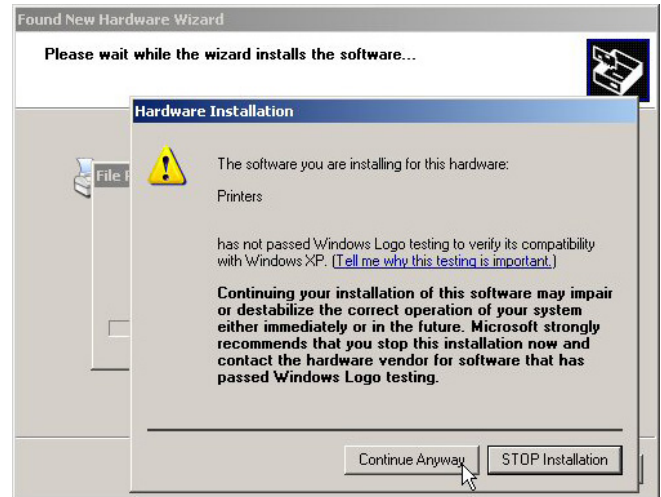 Found New Hardware Wizard
Please wait while the wizard installs the software...
Hardware Installation
File
The software you are installing for this hardware:
Printers
has not passed Windows Logo testing to verify its compatibility
with Windows XP. (Tell me why this testing is important.)
Continuing your installation of this software may impair
or destabilize the correct operation of your system
either immediately or in the future. Microsoft strongly
recommends that you stop this installation now and
contact the hardware vendor for software that has
passed Windows Logo testing.
Continue Anyway
STOP Installation